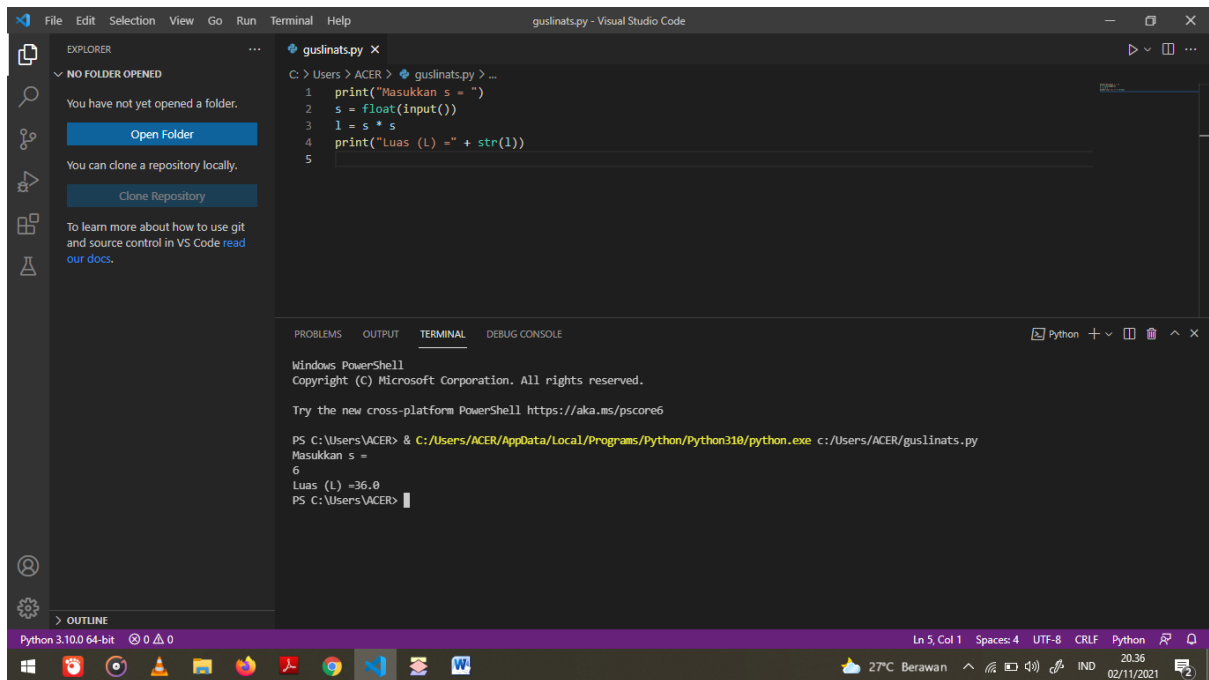 File Edit Selection View Go Run Terminal Help
guslinats.py - Visual Studio Code
EXPLORER
NO FOLDER OPENED
You have not yet opened a folder.
Open Folder
You can clone a repository locally.
Clone Repository
To learn more about how to use git
and source control in VS Code read
our docs.
OUTLINE
guslinats.py
C: > Users > ACER > guslinats.py > ...
1 print("Masukkan s = ")
2 s = float(input())
3 l = s * s
4 print("Luas (L) =" + str(l))
5
PROBLEMS OUTPUT TERMINAL DEBUG CONSOLE
Python
Windows PowerShell
Copyright (C) Microsoft Corporation. All rights reserved.
Try the new cross-platform PowerShell https://aka.ms/pscore6
PS C:\Users\ACER> & C:/Users/ACER/AppData/Local/Programs/Python/Python310/python.exe c:/Users/ACER/guslinats.py
Masukkan s =
6
Luas (L) =36.0
PS C:\Users\ACER>
Python 3.10.0 64-bit 0 0
Ln 5, Col 1 Spaces: 4 UTF-8 CRLF Python
27°C Berawan
IND
20.36
02/11/2021
2